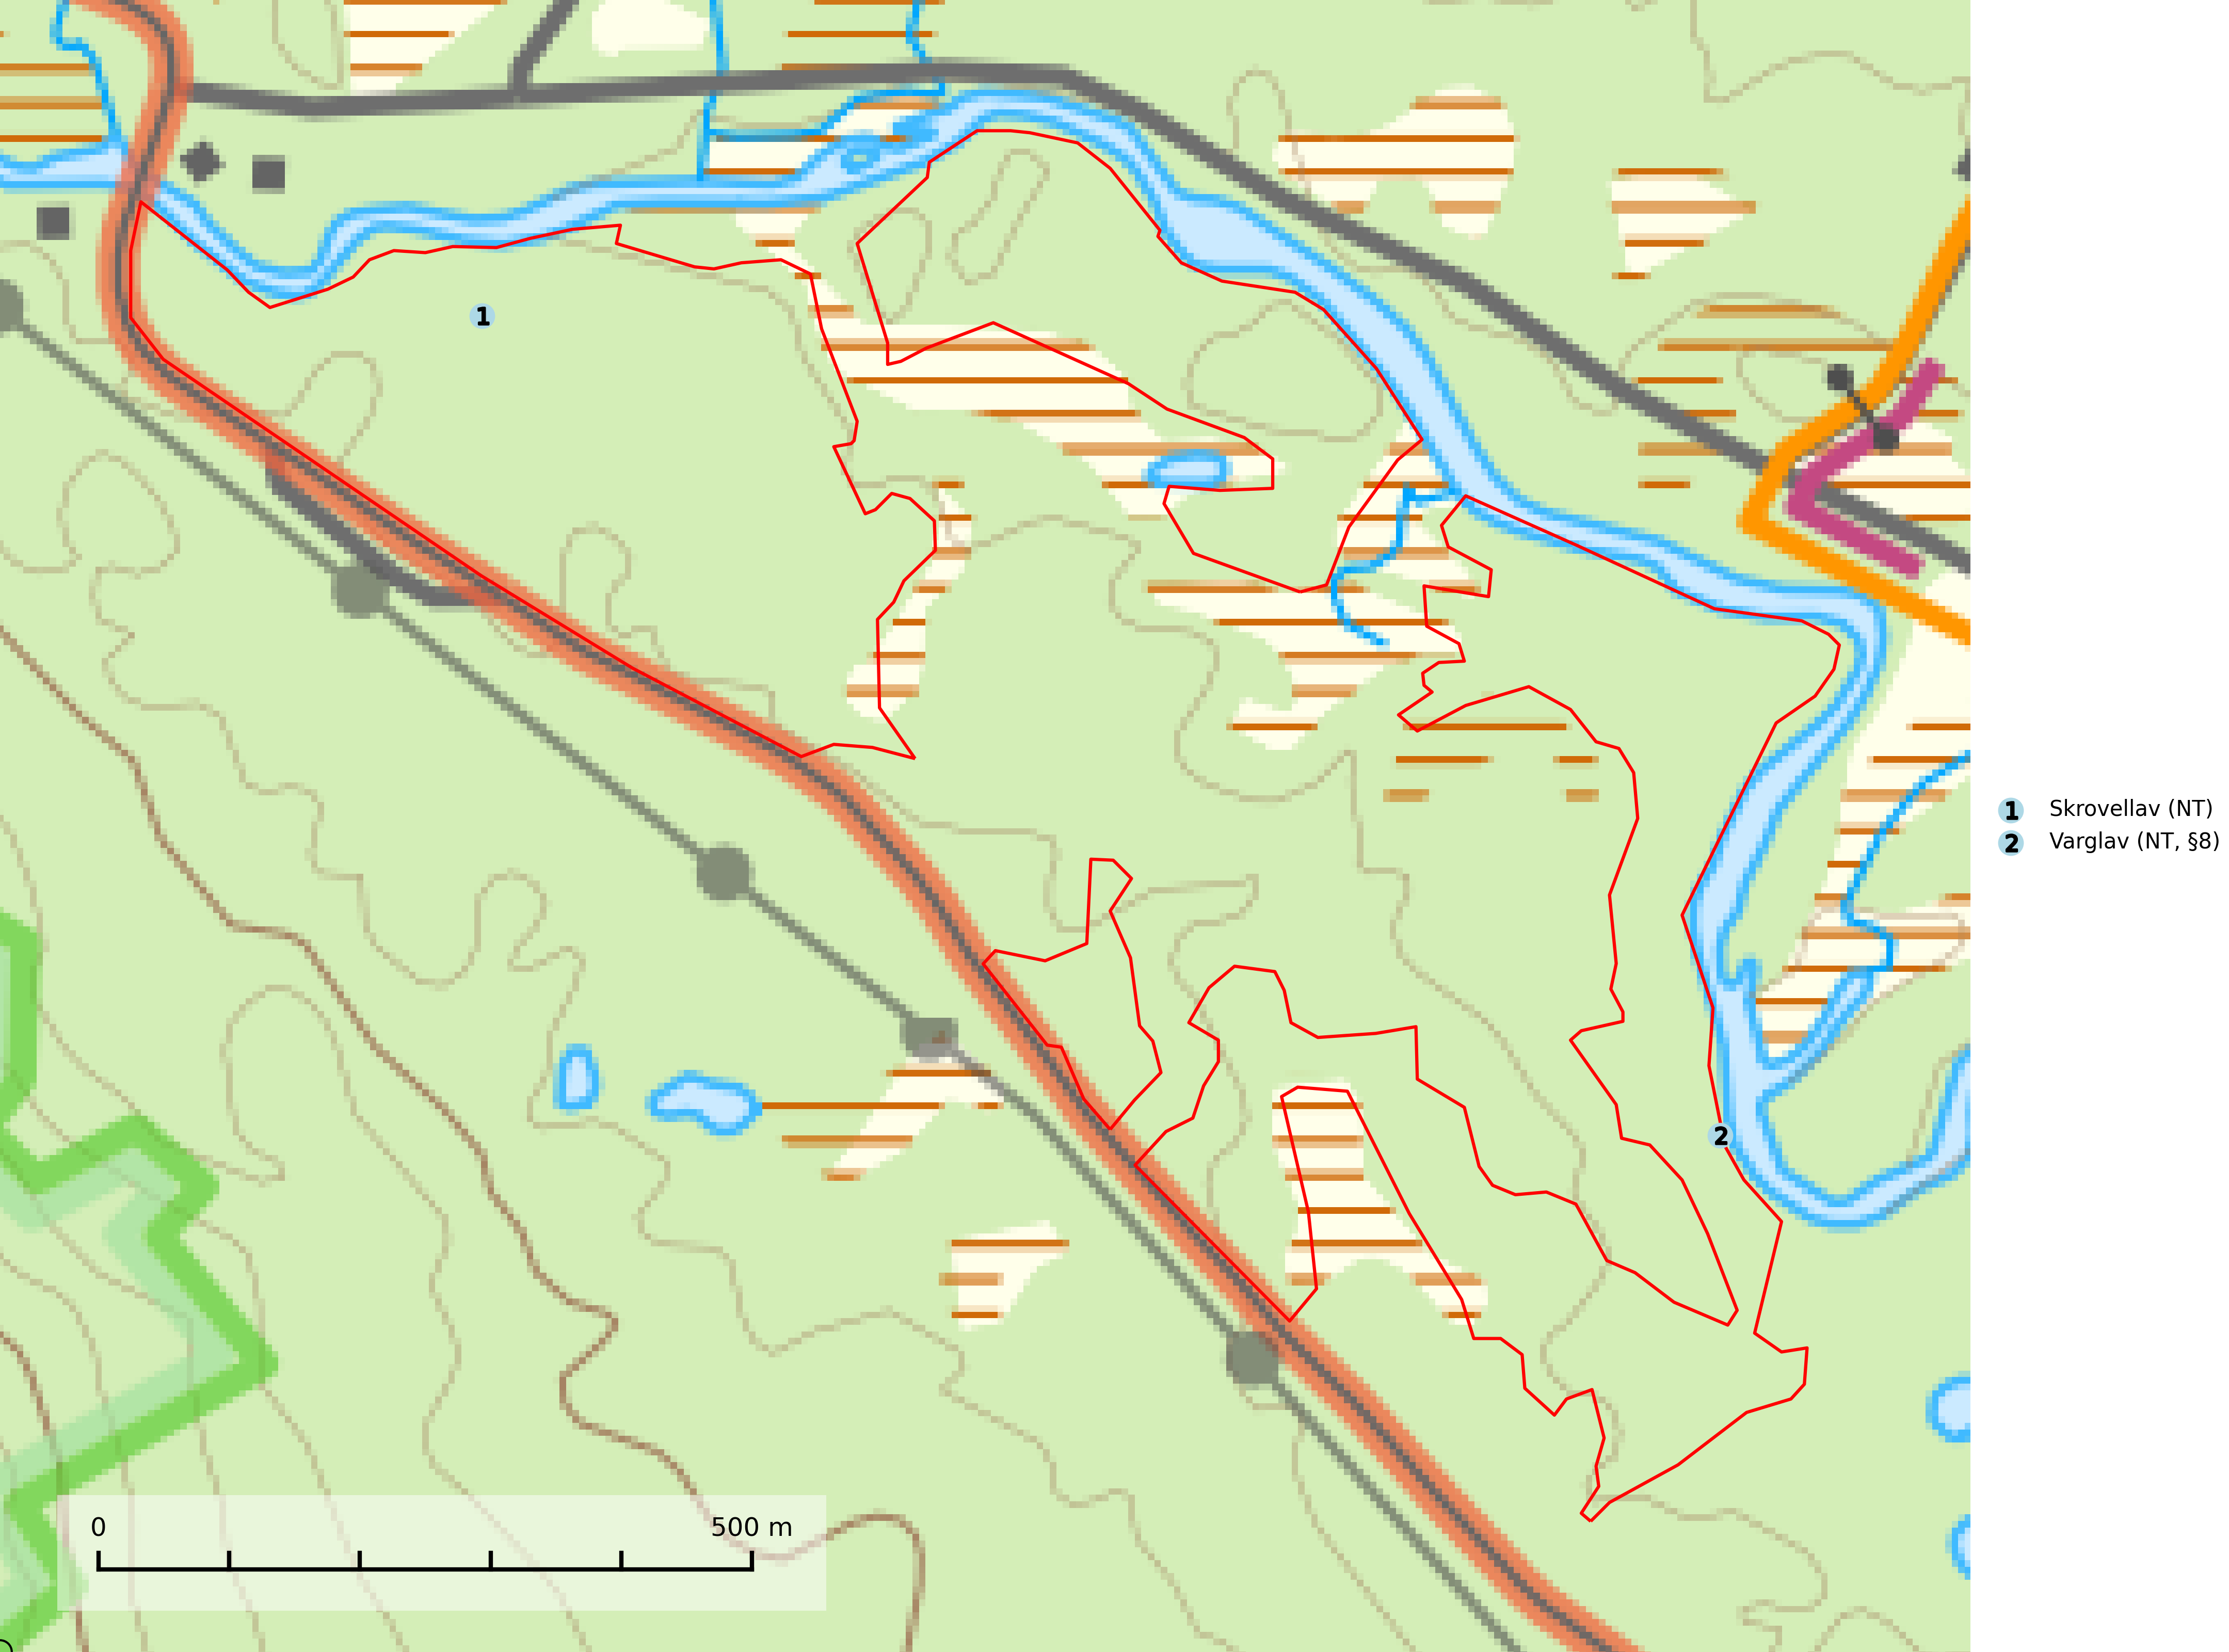 1
2
1 Skrovellav (NT)
2 Varglav (NT, §8)
0 500 m